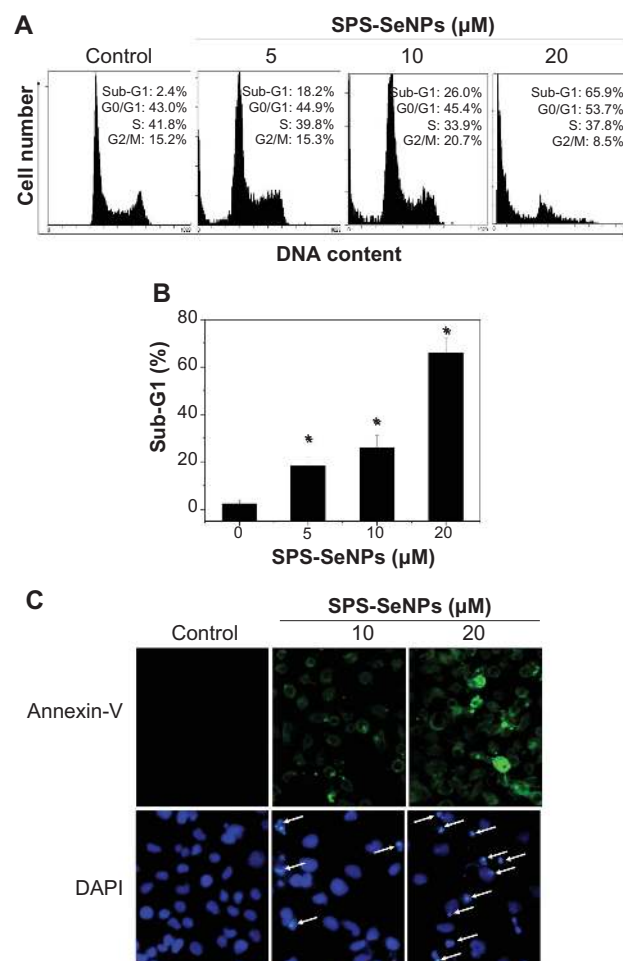 A
SPS-SeNPs (µM)
Control 5 10 20
Cell number
Sub-G1: 2.4%
G0/G1: 43.0%
S: 41.8%
G2/M: 15.2%
Sub-G1: 18.2%
G0/G1: 44.9%
S: 39.8%
G2/M: 15.3%
Sub-G1: 26.0%
G0/G1: 45.4%
S: 33.9%
G2/M: 20.7%
Sub-G1: 65.9%
G0/G1: 53.7%
S: 37.8%
G2/M: 8.5%
DNA content
B
Sub-G1 (%)
80
60
40
20
0
* * *
0 5 10 20
SPS-SeNPs (µM)
C
SPS-SeNPs (µM)
Control 10 20
Annexin-V
DAPI